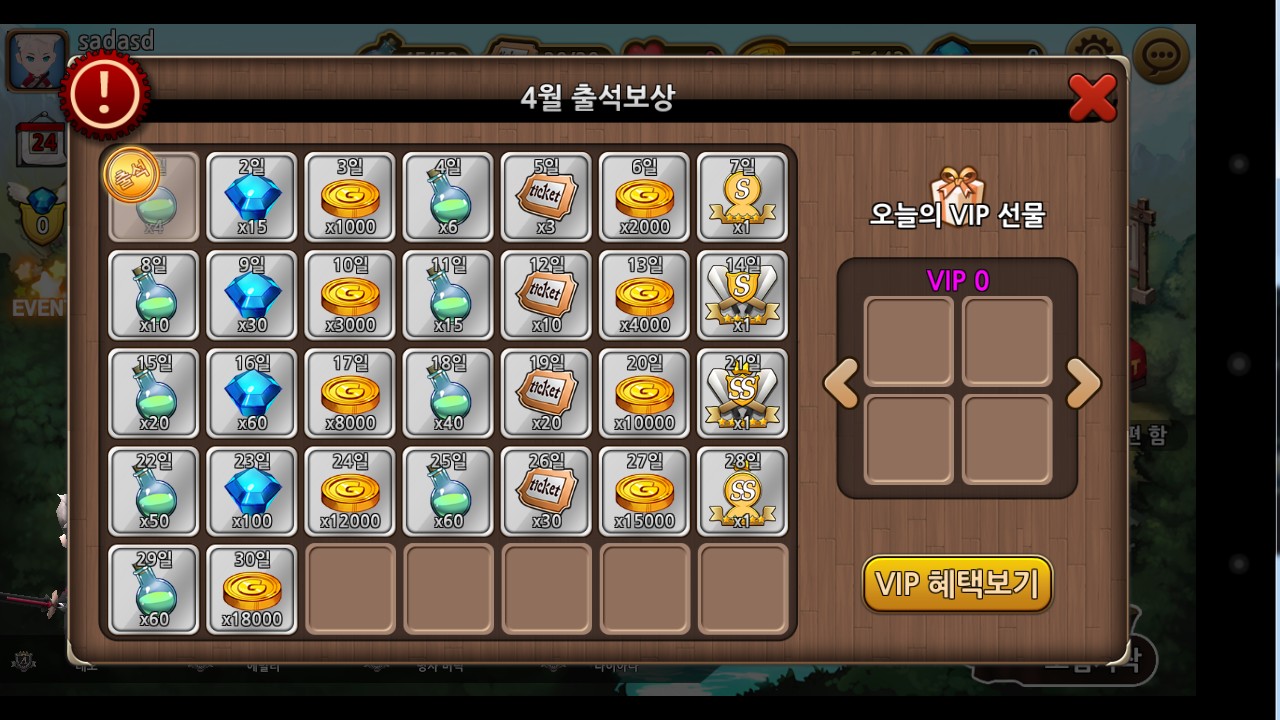 sadasd
4월 출석보상
24
출석
x4
2일
x15
3일
x1000
4일
x6
5일
ticket
x3
6일
x2000
7일
S
x1
오늘의 VIP 선물
0
8일
x10
9일
x30
10일
x3000
11일
x15
12일
ticket
x10
13일
x4000
14일
S
x1
VIP 0
EVENT
15일
x20
16일
x60
17일
x8000
18일
x40
19일
ticket
x20
20일
x10000
21일
SS
x1
22일
x50
23일
x100
24일
x12000
25일
x60
26일
ticket
x30
27일
x15000
28일
SS
x1
29일
x60
30일
x18000
VIP 혜택보기